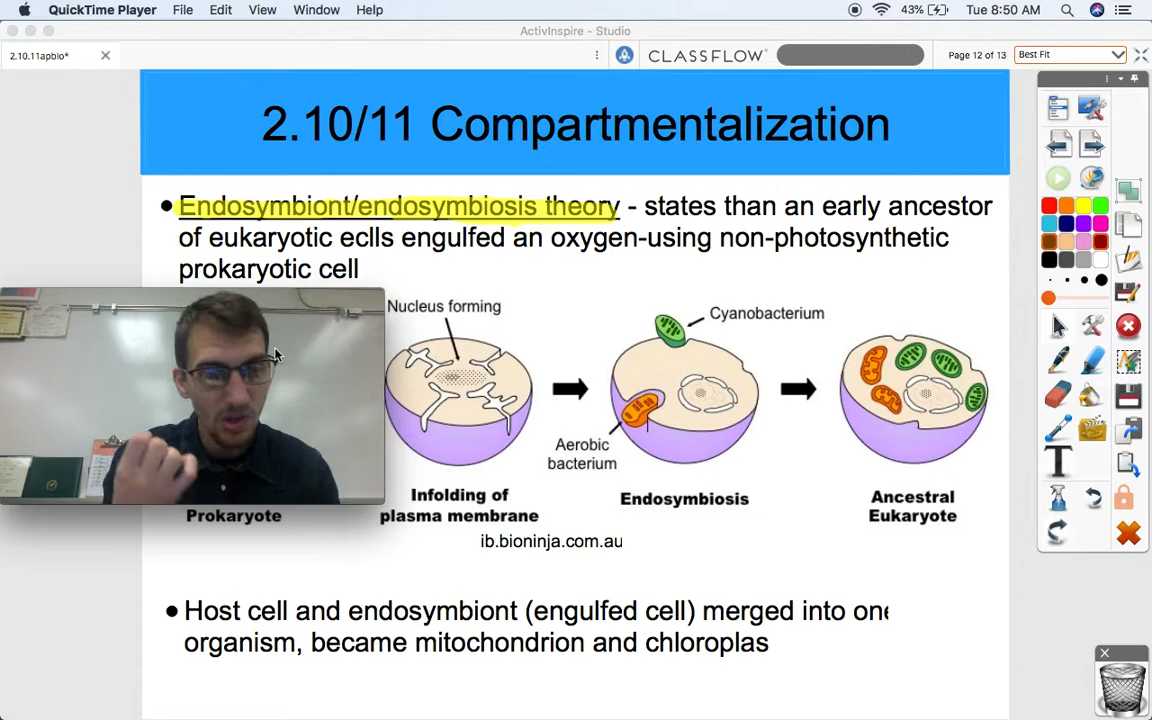 QuickTime Player File Edit View Window Help 43% Tue 8:50 AM
ActivInspire - Studio
2.10.11apbio* CLASSFLOW Page 12 of 13 Best Fit
2.10/11 Compartmentalization
Endosymbiont/endosymbiosis theory - states than an early ancestor
of eukaryotic eclls engulfed an oxygen-using non-photosynthetic
prokaryotic cell
Nucleus forming
Cyanobacterium
Aerobic
bacterium
Prokaryote
Infolding of
plasma membrane
Endosymbiosis
Ancestral
Eukaryote
ib.bioninja.com.au
Host cell and endosymbiont (engulfed cell) merged into one
organism, became mitochondrion and chloroplas